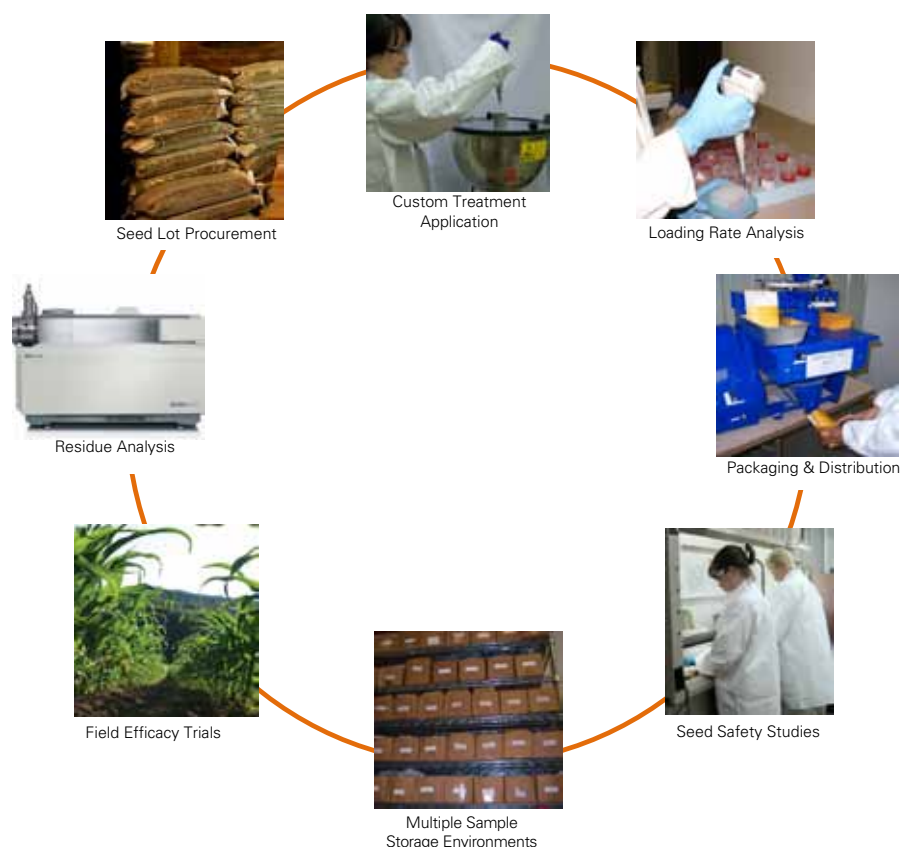 Custom Treatment
Application
Seed Lot Procurement
Loading Rate Analysis
Residue Analysis
Packaging & Distribution
Field Efficacy Trials
Seed Safety Studies
Multiple Sample
Storage Environments